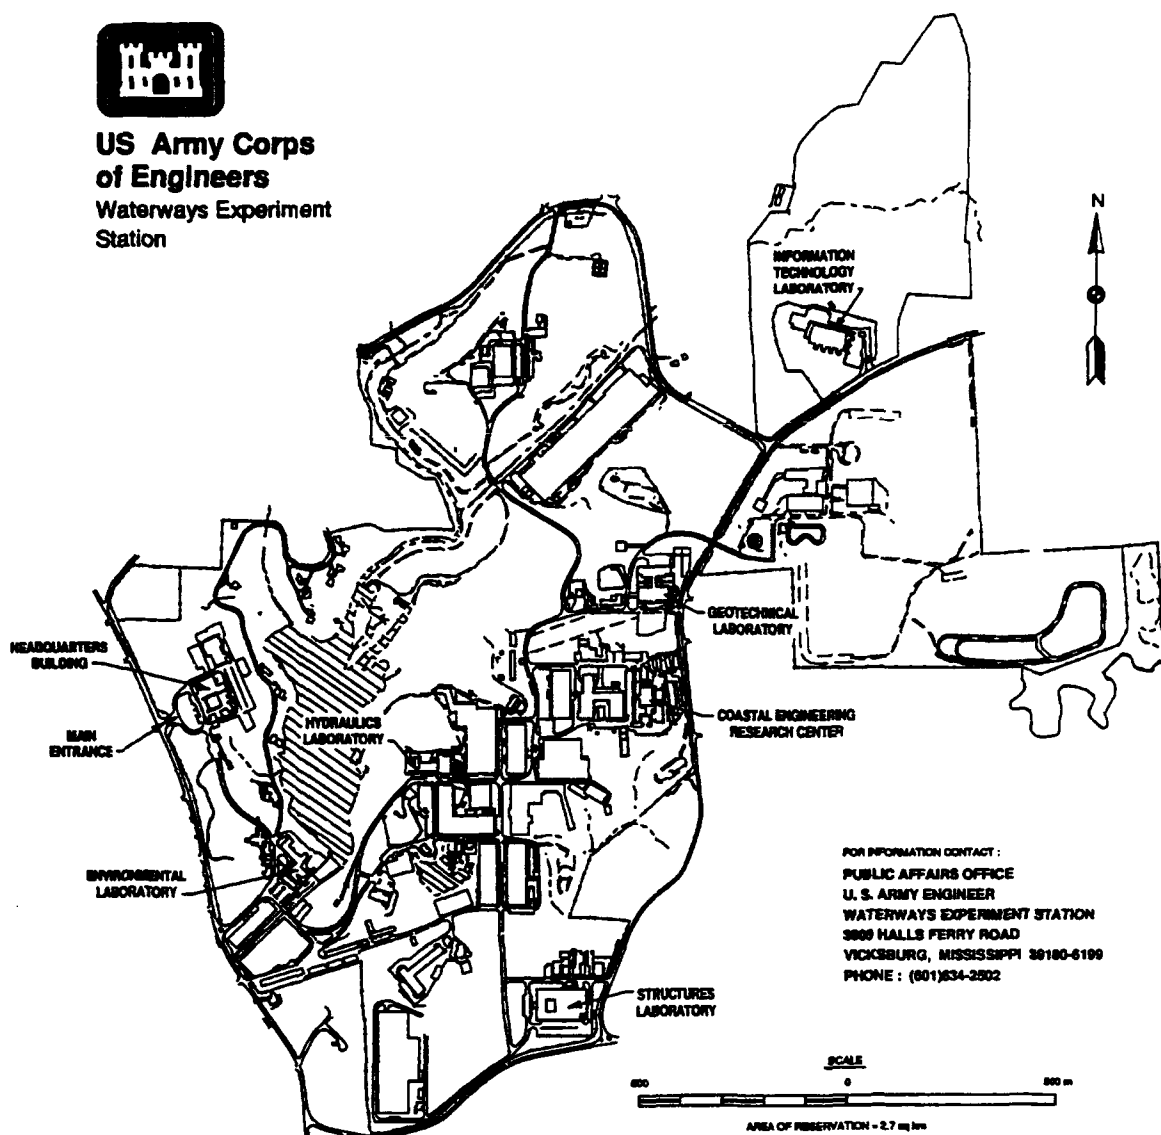 US Army Corps
of Engineers
Waterways Experiment
Station
N
INFORMATION
TECHNOLOGY
LABORATORY
GEOTECHNICAL
LABORATORY
HEADQUARTERS
BUILDING
MAIN
ENTRANCE
HYDRAULICS
LABORATORY
COASTAL ENGINEERING
RESEARCH CENTER
ENVIRONMENTAL
LABORATORY
STRUCTURES
LABORATORY
FOR INFORMATION CONTACT :
PUBLIC AFFAIRS OFFICE
U. S. ARMY ENGINEER
WATERWAYS EXPERIMENT STATION
3909 HALLS FERRY ROAD
VICKSBURG, MISSISSIPPI 39180-6199
PHONE : (601)634-2502
SCALE
500 0 500 m
AREA OF RESERVATION = 2.7 sq km